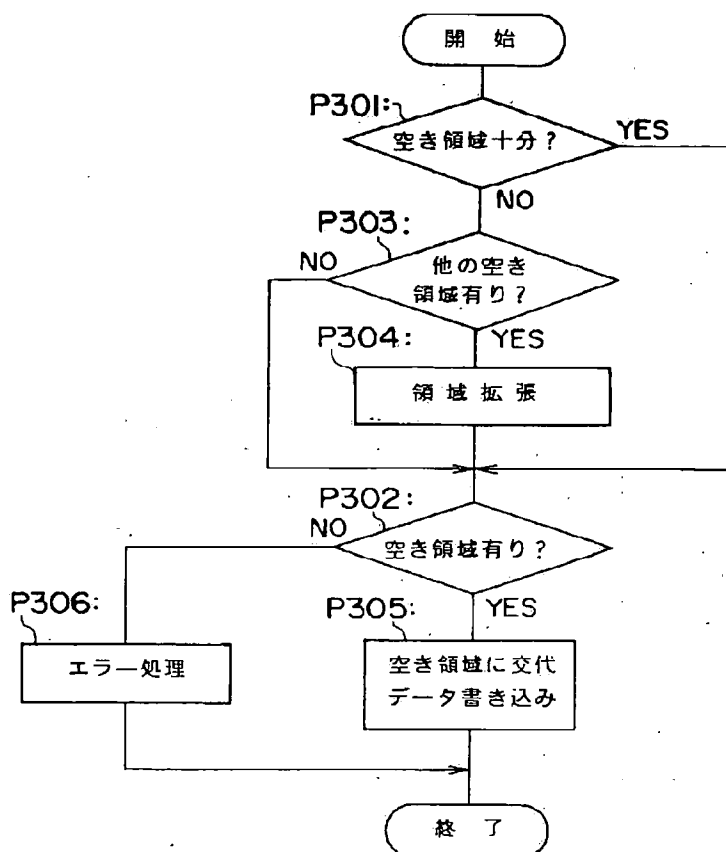 開始
P301:
空き領域十分?
YES
NO
P303:
NO
他の空き
領域有り?
P304:
YES
領域拡張
P302:
NO
空き領域有り?
P306:
P305:
YES
エラー処理
空き領域に交代
データ書き込み
終了